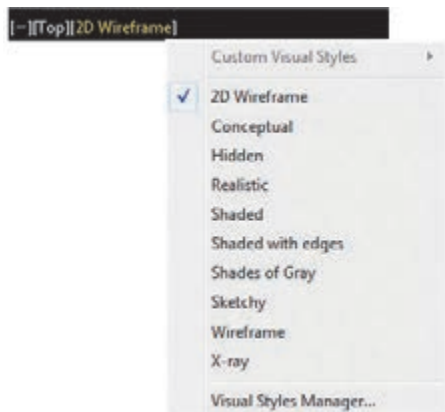 [−][Top][2D Wireframe]
Custom Visual Styles
2D Wireframe
Conceptual
Hidden
Realistic
Shaded
Shaded with edges
Shades of Gray
Sketchy
Wireframe
X-ray
Visual Styles Manager...